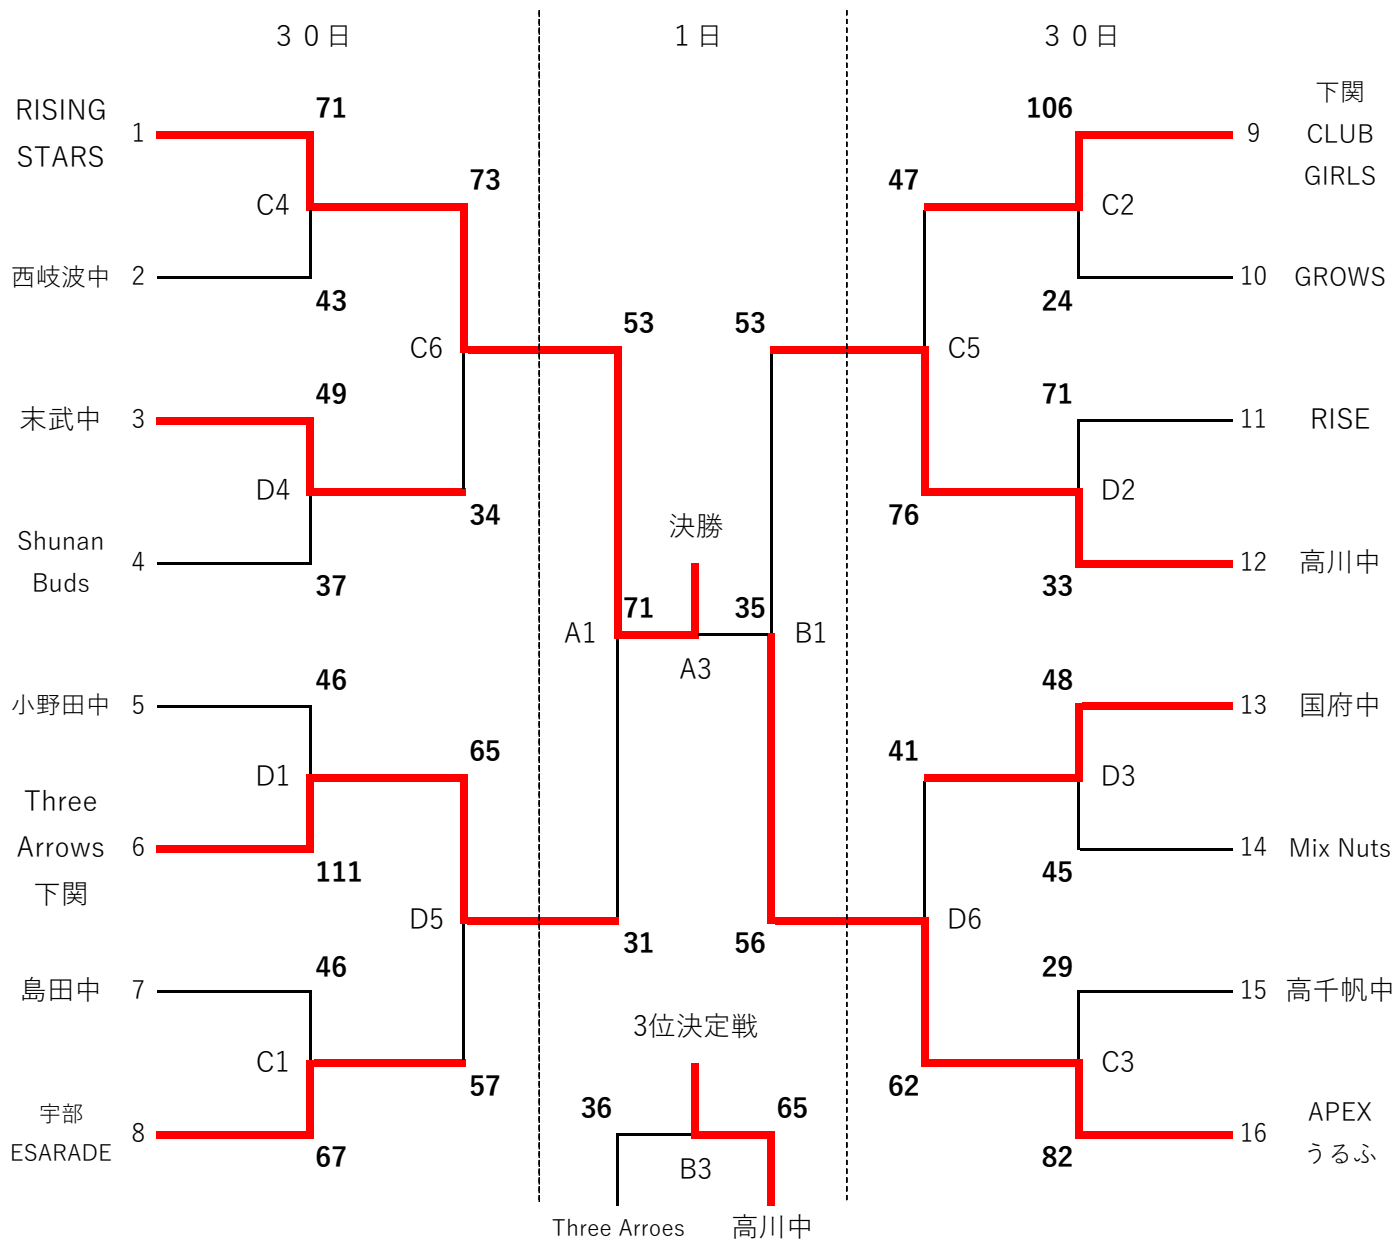 ３０日
１日
３０日
RISING
STARS
1
71
C4
西岐波中
2
43
73
C6
末武中
3
49
D4
34
Shunan
Buds
4
37
小野田中
5
46
D1
65
Three
Arrows
下関
6
111
D5
島田中
7
46
C1
57
宇部
ESARADE
8
67
53
53
決勝
A1
71
35
B1
A3
31
56
3位決定戦
36
65
B3
Three Arroes
高川中
106
9
下関
CLUB
GIRLS
47
C2
24
10
GROWS
C5
71
11
RISE
76
D2
33
12
高川中
48
13
国府中
41
D3
45
14
Mix Nuts
D6
29
15
高千帆中
62
C3
82
16
APEX
うるふ